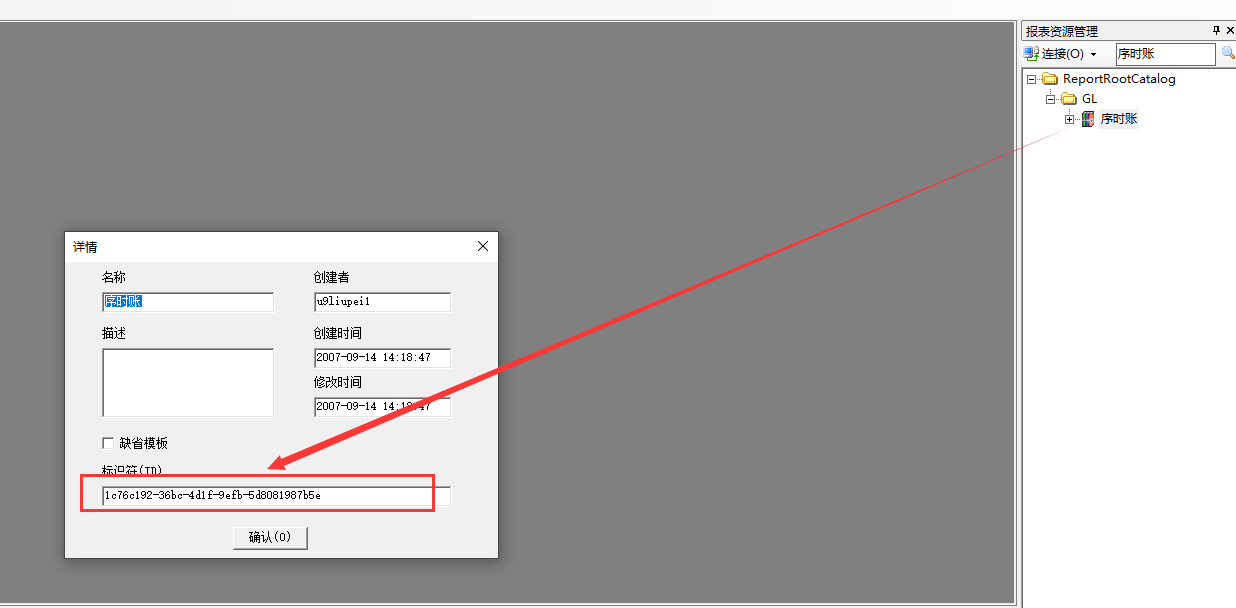 报表资源管理
连接(O)
序时账
ReportRootCatalog
GL
序时账
详情
名称
创建者
序时账
u9liupei1
描述
创建时间
2007-09-14 14:18:47
修改时间
2007-09-14 14:18:47
缺省模板
标识符(ID)
1c76c192-36bc-4d1f-9efb-5d8081987b5e
确认(O)